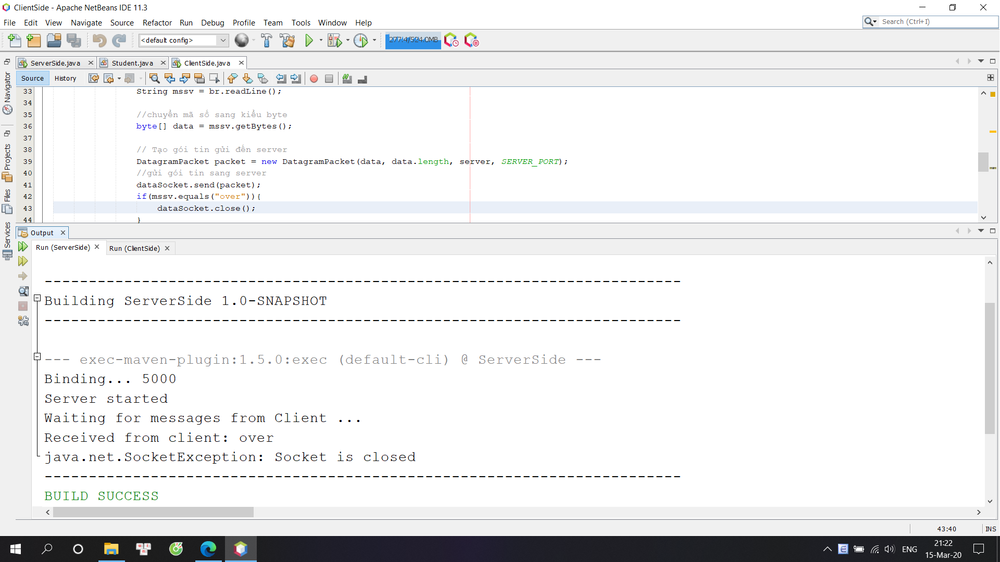 ClientSide - Apache NetBeans IDE 11.3
File Edit View Navigate Source Refactor Run Debug Profile Team Tools Window Help
Search (Ctrl+I)
<default config>
277.4/524.0MB
ServerSide.java Student.java ClientSide.java
Source History
Navigator
Projects
Files
Services
33 String mssv = br.readLine();
34
35 //chuyển mã số sang kiểu byte
36 byte[] data = mssv.getBytes();
37
38 // Tạo gói tin gửi đến server
39 DatagramPacket packet = new DatagramPacket(data, data.length, server, SERVER_PORT);
40 //gửi gói tin sang server
41 dataSocket.send(packet);
42 if(mssv.equals("over")){
43 dataSocket.close();
44 }
Output
Run (ServerSide) Run (ClientSide)
------------------------------------------------------------------------
Building ServerSide 1.0-SNAPSHOT
------------------------------------------------------------------------
--- exec-maven-plugin:1.5.0:exec (default-cli) @ ServerSide ---
Binding... 5000
Server started
Waiting for messages from Client ...
Received from client: over
java.net.SocketException: Socket is closed
------------------------------------------------------------------------
BUILD SUCCESS
43:40 INS
ENG
21:22
15-Mar-20